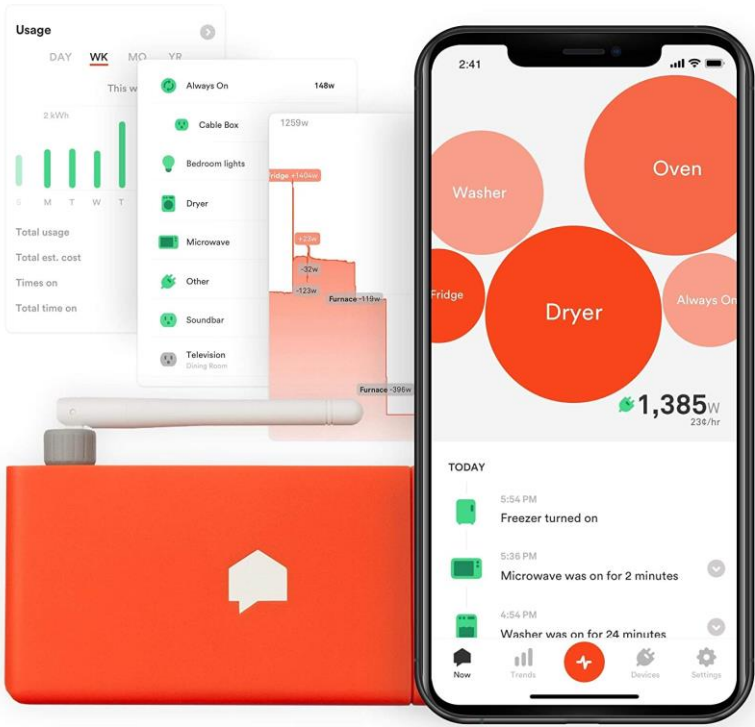 Usage
DAY WK MO YR
This w
2 kWh
S M T W T
Total usage
Total est. cost
Times on
Total time on
Always On 148w
Cable Box
Bedroom lights
Dryer
Microwave
Other
Soundbar
Television
Dining Room
1259w
Fridge +1404w
+23w
-32w
-123w
Furnace -119w
Furnace -396w
2:41
Washer
Oven
Fridge
Dryer
Always On
1,385w
23¢/hr
TODAY
5:54 PM
Freezer turned on
5:36 PM
Microwave was on for 2 minutes
4:54 PM
Washer was on for 24 minutes
Now
Trends
Devices
Settings